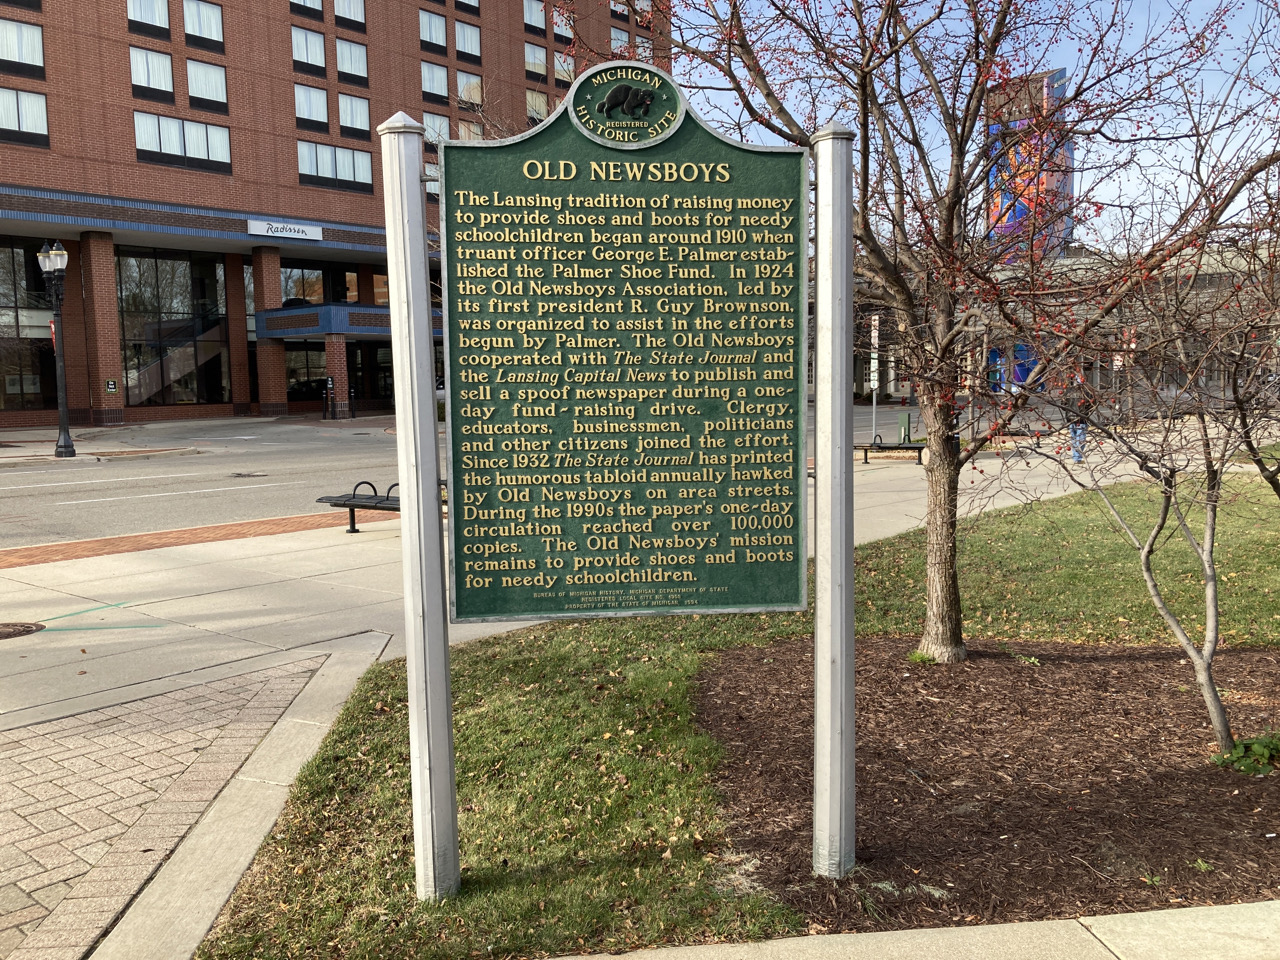 MICHIGAN
REGISTERED
HISTORIC SITE
OLD NEWSBOYS
The Lansing tradition of raising money
to provide shoes and boots for needy
schoolchildren began around 1910 when
truant officer George E. Palmer estab-
lished the Palmer Shoe Fund. In 1924
the Old Newsboys Association, led by
its first president R. Guy Brownson,
was organized to assist in the efforts
begun by Palmer. The Old Newsboys
cooperated with The State Journal and
the Lansing Capital News to publish and
sell a spoof newspaper during a one-
day fund-raising drive. Clergy,
educators, businessmen, politicians
and other citizens joined the effort.
Since 1932 The State Journal has printed
the humorous tabloid annually hawked
by Old Newsboys on area streets.
During the 1990s the paper's one-day
circulation reached over 100,000
copies. The Old Newsboys' mission
remains to provide shoes and boots
for needy schoolchildren.
BUREAU OF MICHIGAN HISTORY, MICHIGAN DEPARTMENT OF STATE
REGISTERED LOCAL SITE NO.
PROPERTY OF THE STATE OF MICHIGAN, 1994
Radisson